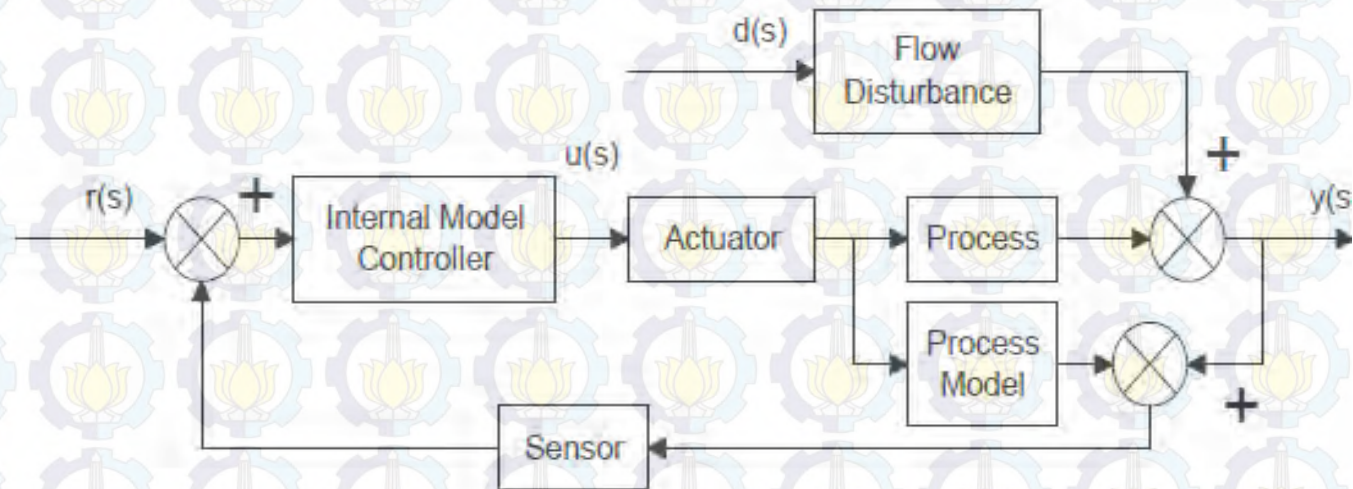 d(s)
Flow
Disturbance
+
u(s)
r(s)
+
Internal Model
Controller
Actuator
Process
y(s
Process
Model
+
Sensor